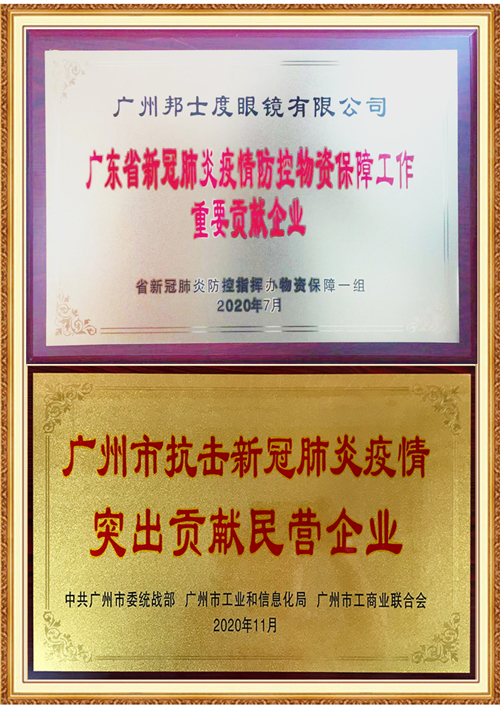 广州邦士度眼镜有限公司
广东省新冠肺炎疫情防控物资保障工作
重要贡献企业
省新冠肺炎防控指挥办物资保障一组
2020年7月
广州市抗击新冠肺炎疫情
突出贡献民营企业
中共广州市委统战部 广州市工业和信息化局 广州市工商业联合会
2020年11月